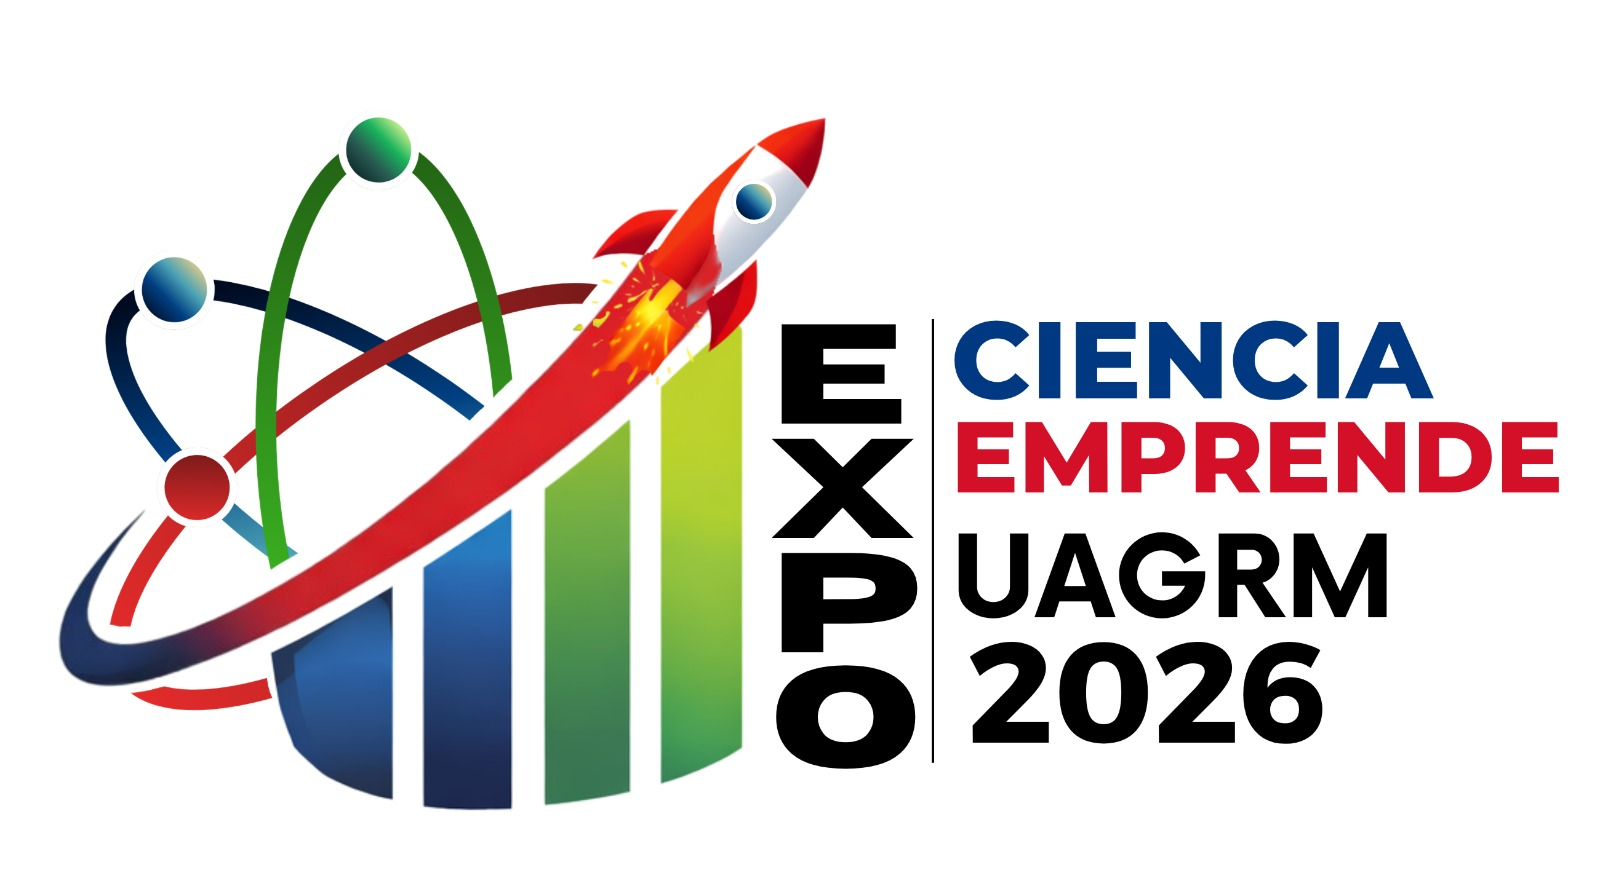 EXPO
CIENCIA
EMPRENDE
UAGRM
2026